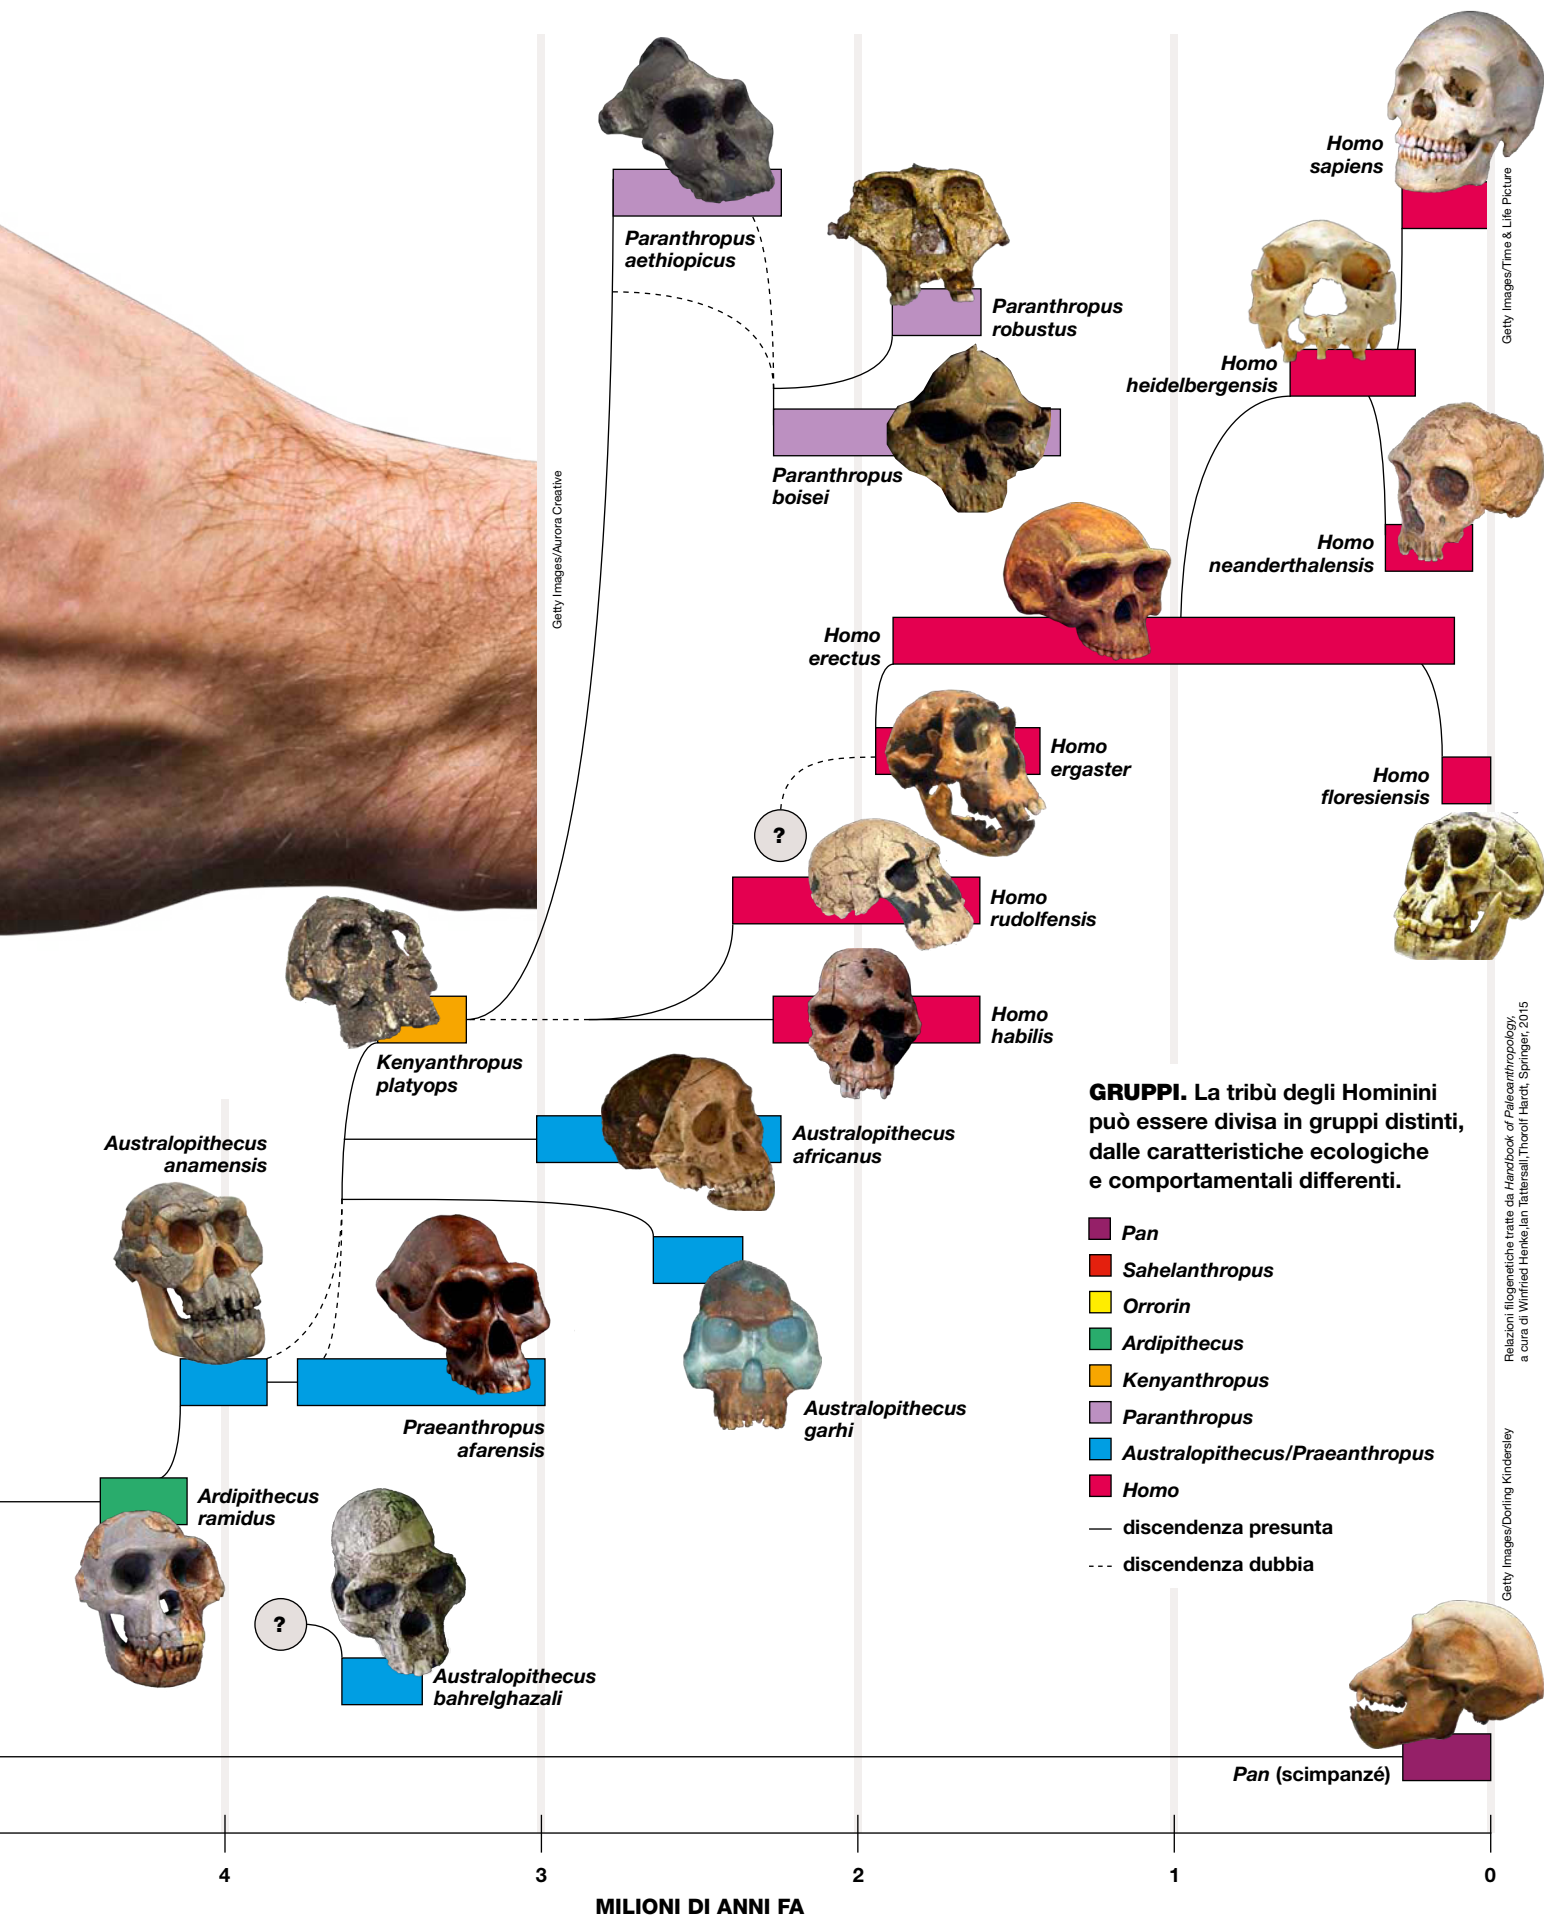 Homo
sapiens
Getty Images/Time & Life Picture
Paranthropus
aethiopicus
Paranthropus
robustus
Homo
heidelbergensis
Paranthropus
boisei
Getty Images/Aurora Creative
Homo
neanderthalensis
Homo
erectus
Homo
ergaster
Homo
floresiensis
?
Homo
rudolfensis
Homo
habilis
Kenyanthropus
platyops
Australopithecus
anamensis
Australopithecus
africanus
GRUPPI. La tribù degli Hominini
può essere divisa in gruppi distinti,
dalle caratteristiche ecologiche
e comportamentali differenti.
Pan
Sahelanthropus
Orrorin
Ardipithecus
Kenyanthropus
Paranthropus
Australopithecus/Praeanthropus
Homo
discendenza presunta
discendenza dubbia
Relazioni filogenetiche tratte da Handbook of Paleoanthropology,
a cura di Winfried Henke,Ian Tattersall,Thorolf Hardt, Springer, 2015
Australopithecus
garhi
Praeanthropus
afarensis
Ardipithecus
ramidus
Getty Images/Dorling Kindersley
?
Australopithecus
bahrelghazali
Pan (scimpanzé)
4 3 2 1 0
MILIONI DI ANNI FA